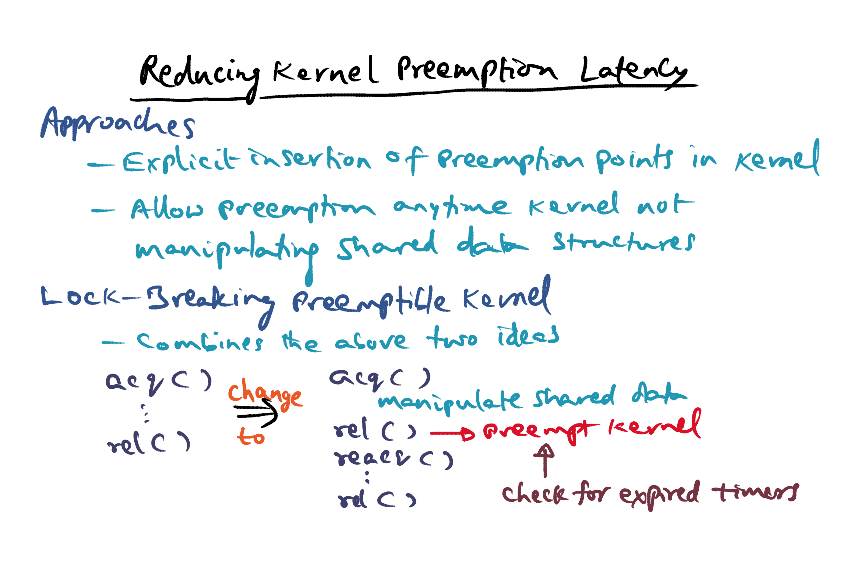 Reducing Kernel Preemption Latency
Approaches
– Explicit insertion of preemption points in kernel
– Allow preemption anytime kernel not
manipulating shared data structures
Lock-Breaking Preemptible Kernel
– Combines the above two ideas
acq()
⋮
rel()
change
to
acq()
manipulate shared data
rel() → preempt kernel
reacq()
⋮
rel()
check for expired timers